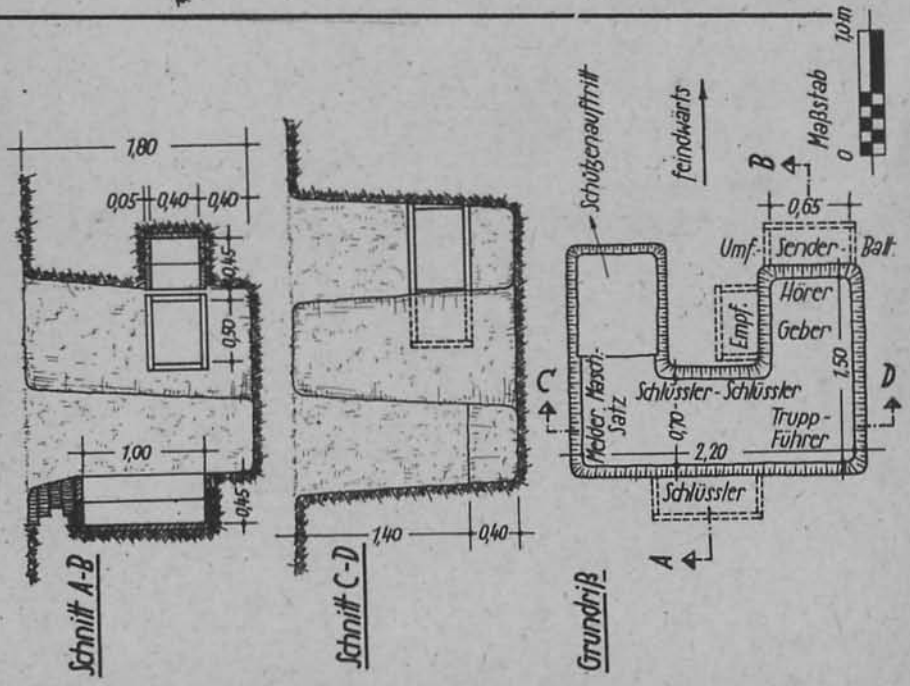 Schnitt A-B
1,80
0,05
0,40
0,40
0,45
0,50
1,00
0,45
Schnitt C-D
1,40
0,40
Grundriß
Schützenauftritt
feindwärts
Maßstab
0
1,0 m
C
D
A
B
0,65
Umf.-
Sender
Batt.
Hörer
Empf.
Geber
Melder Masch.-
Satz
Schlüssler - Schlüssler
0,70
1,50
2,20
Trupp-
Führer
Schlüssler